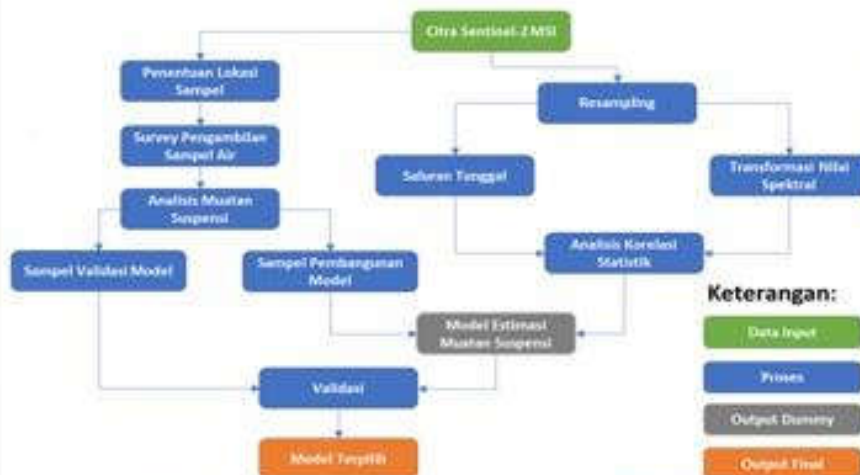 Citra Sentinel-2 MSI
Penentuan Lokasi
Sampel
Resampling
Survey Pengambilan
Sampel Air
Saluran Tunggal
Transformasi Nilai
Spektral
Analisis Muatan
Suspensi
Analisis Korelasi
Statistik
Sampel Validasi Model
Sampel Pembangunan
Model
Keterangan:
Model Estimasi
Muatan Suspensi
Data Input
Validasi
Proses
Output Dummy
Model Terpilih
Output Final